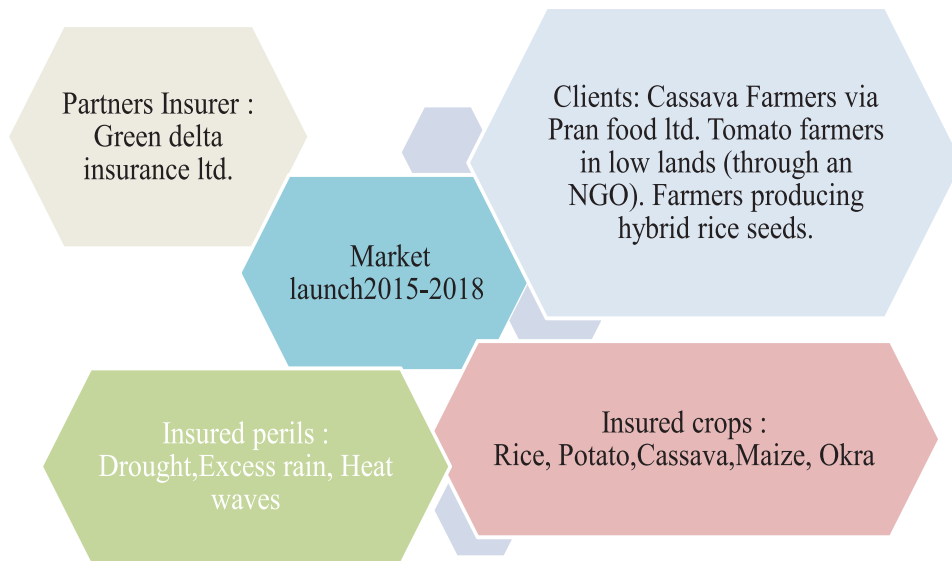 Partners Insurer :
Green delta
insurance ltd.
Clients: Cassava Farmers via
Pran food ltd. Tomato farmers
in low lands (through an
NGO). Farmers producing
hybrid rice seeds.
Market
launch2015-2018
Insured perils :
Drought,Excess rain, Heat
waves
Insured crops :
Rice, Potato,Cassava,Maize, Okra